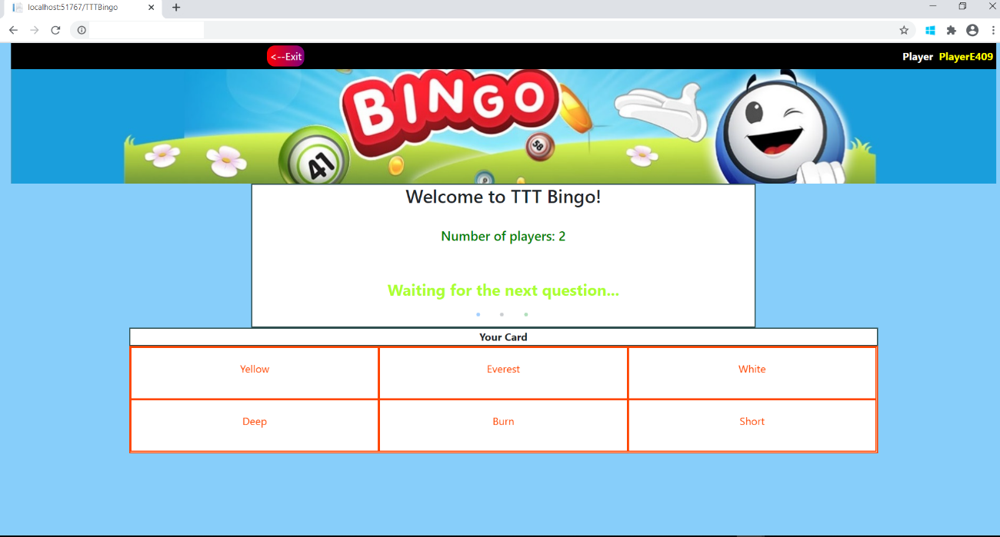 localhost:51767/TTTBingo
<--Exit
Player PlayerE409
BINGO
41
58
Welcome to TTT Bingo!
Number of players: 2
Waiting for the next question...
Your Card
Yellow Everest White
Deep Burn Short